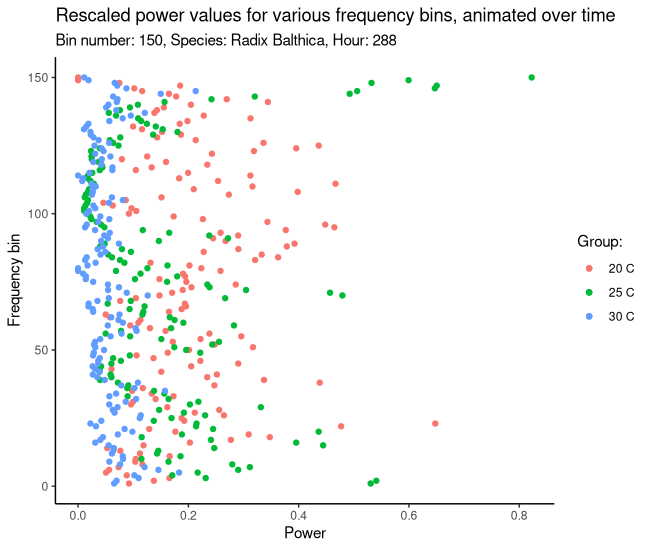 Rescaled power values for various frequency bins, animated over time
Bin number: 150, Species: Radix Balthica, Hour: 288
150
100
50
0
Frequency bin
0.0 0.2 0.4 0.6 0.8
Power
Group:
20 C
25 C
30 C